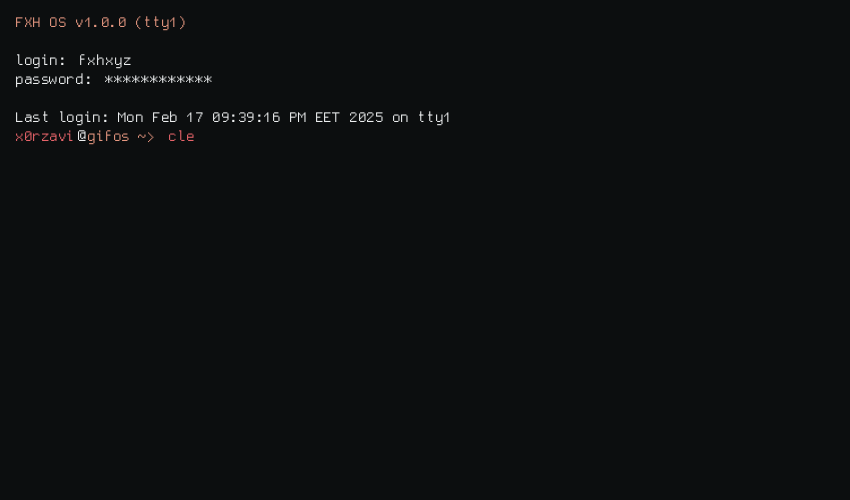 FXH OS v1.0.0 (tty1)
login: fxhxyz
password: ************
Last login: Mon Feb 17 09:39:16 PM EET 2025 on tty1
x0rzavi@gifos ~> cle